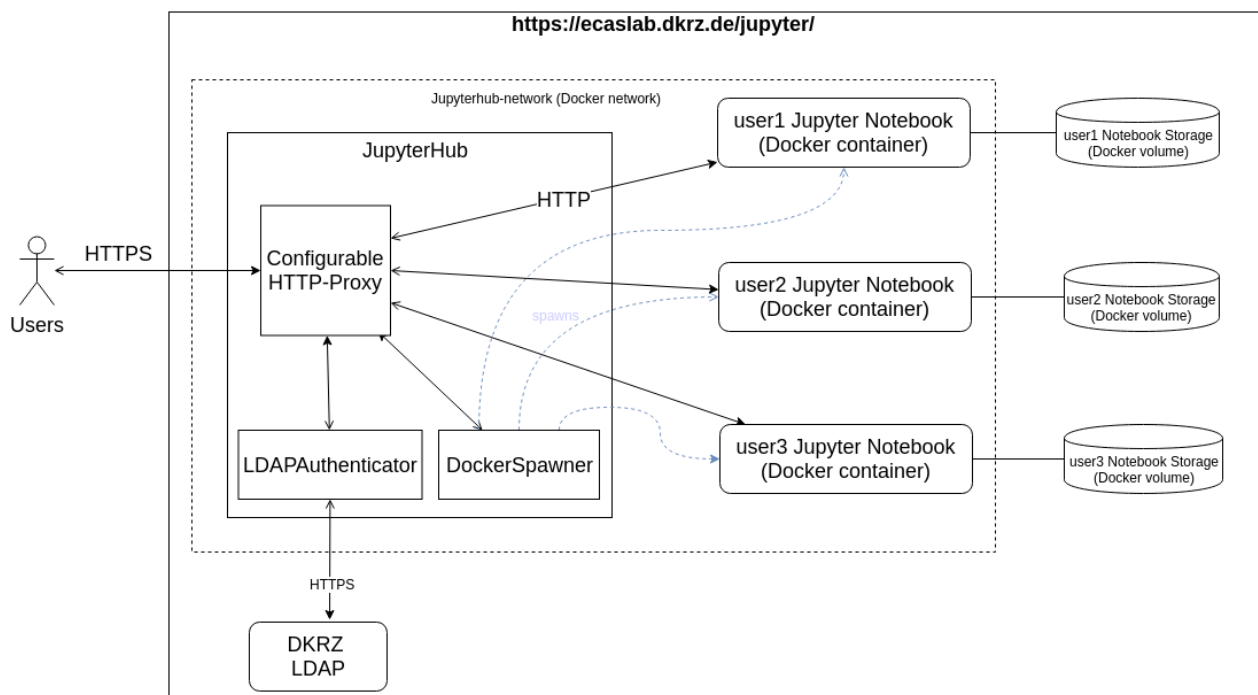 https://ecaslab.dkrz.de/jupyter/
Jupyterhub-network (Docker network)
JupyterHub
user1 Jupyter Notebook
(Docker container)
user1 Notebook Storage
(Docker volume)
HTTP
HTTPS
Configurable
HTTP-Proxy
Users
user2 Jupyter Notebook
(Docker container)
user2 Notebook Storage
(Docker volume)
spawns
LDAPAuthenticator
DockerSpawner
user3 Jupyter Notebook
(Docker container)
user3 Notebook Storage
(Docker volume)
HTTPS
DKRZ
LDAP